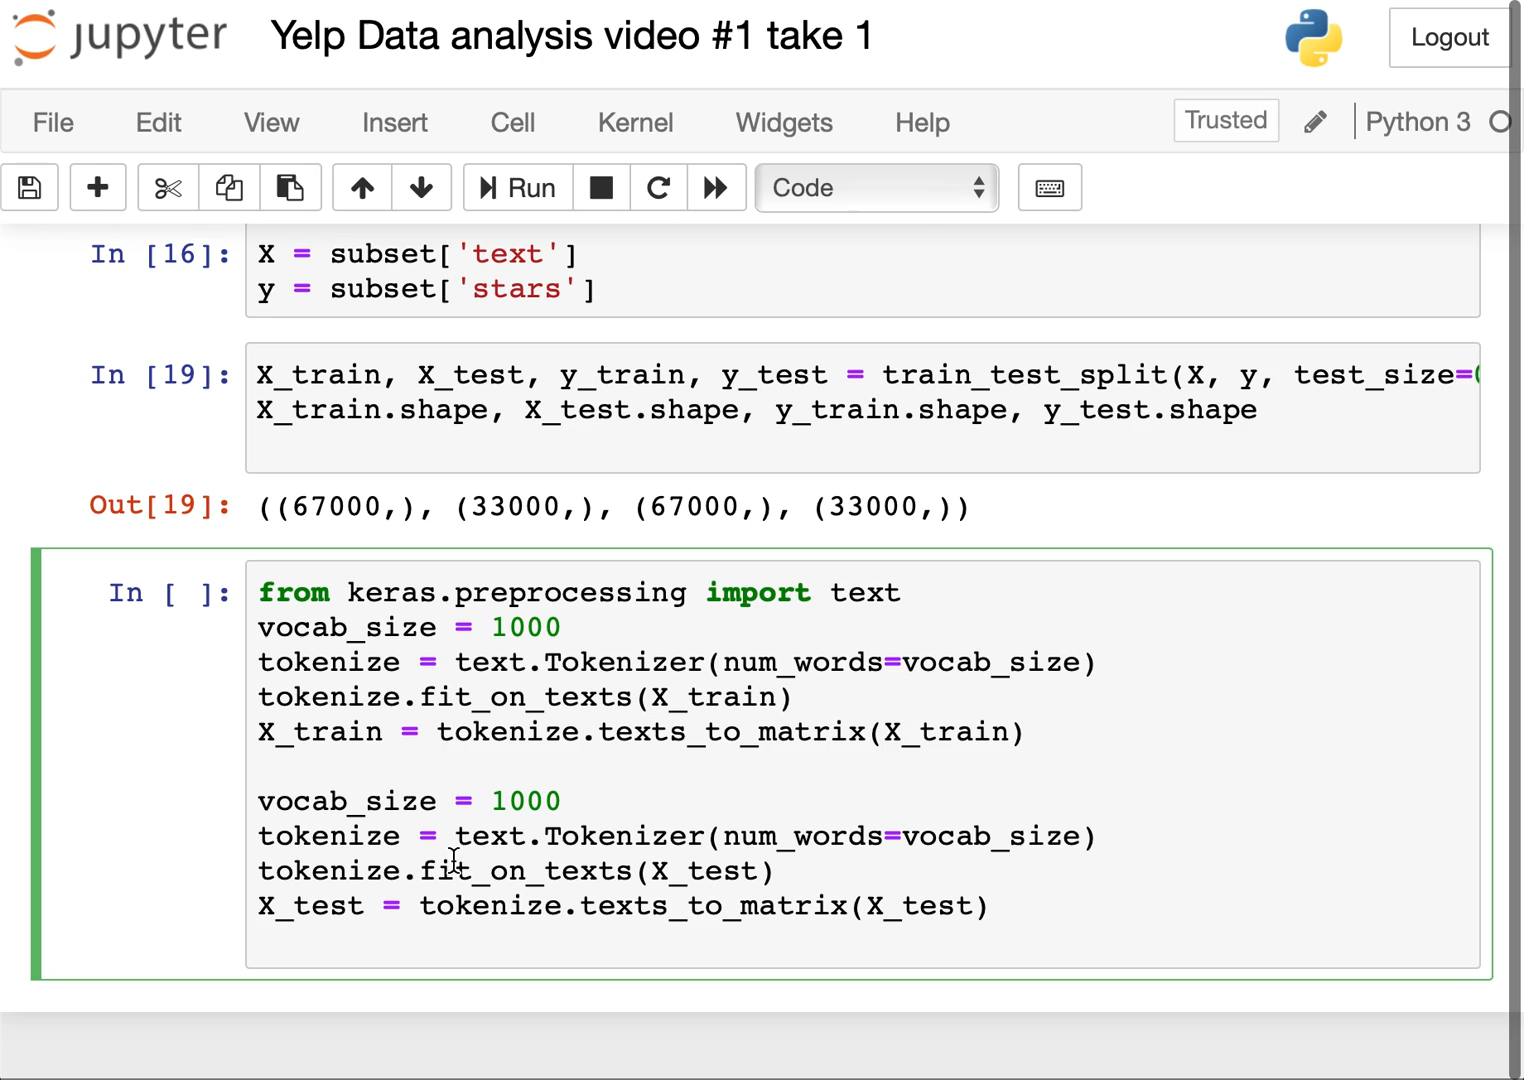 jupyter Yelp Data analysis video #1 take 1 Logout
File Edit View Insert Cell Kernel Widgets Help Trusted Python 3
Run Code
In [16]: X = subset['text']
y = subset['stars']
In [19]: X_train, X_test, y_train, y_test = train_test_split(X, y, test_size=
X_train.shape, X_test.shape, y_train.shape, y_test.shape
Out[19]: ((67000,), (33000,), (67000,), (33000,))
In [ ]: from keras.preprocessing import text
vocab_size = 1000
tokenize = text.Tokenizer(num_words=vocab_size)
tokenize.fit_on_texts(X_train)
X_train = tokenize.texts_to_matrix(X_train)
vocab_size = 1000
tokenize = text.Tokenizer(num_words=vocab_size)
tokenize.fit_on_texts(X_test)
X_test = tokenize.texts_to_matrix(X_test)